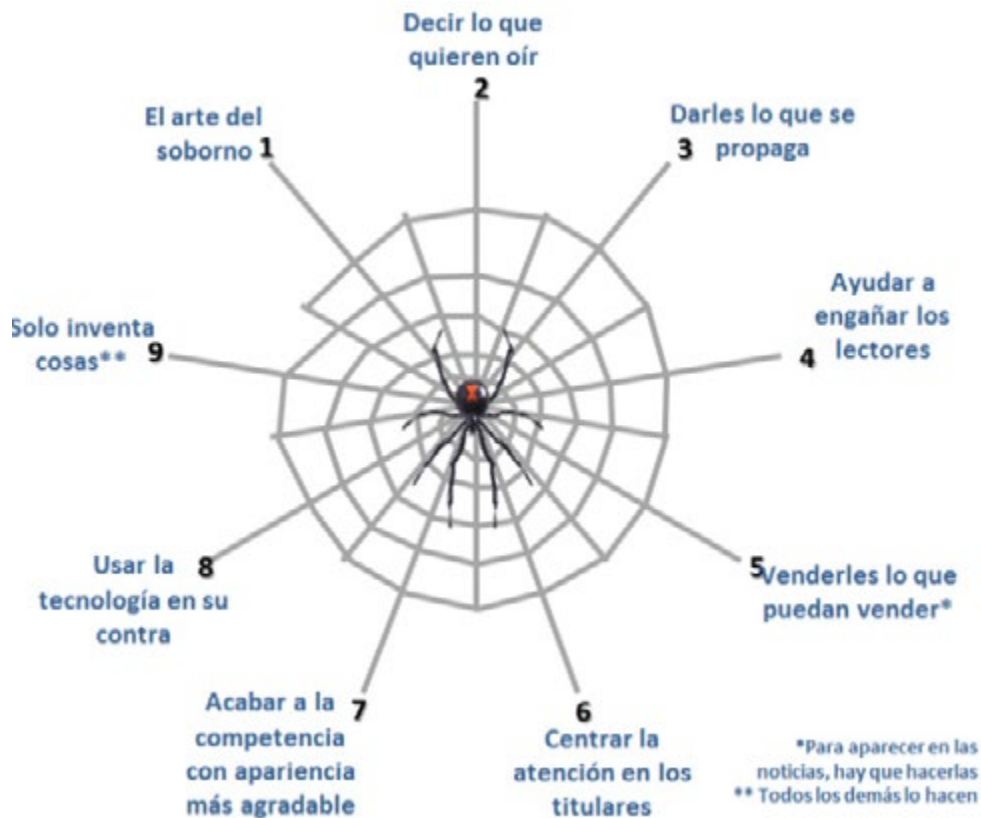 Decir lo que
quieren oír
2
El arte del
soborno 1
Darles lo que se
3 propaga
Ayudar a
engañar los
4 lectores
5 Venderles lo que
puedan vender*
6
Centrar la
atención en los
titulares
Acabar a la 7
competencia
con apariencia
más agradable
Usar la 8
tecnología en su
contra
Solo inventa
cosas** 9
*Para aparecer en las
noticias, hay que hacerlas
** Todos los demás lo hacen